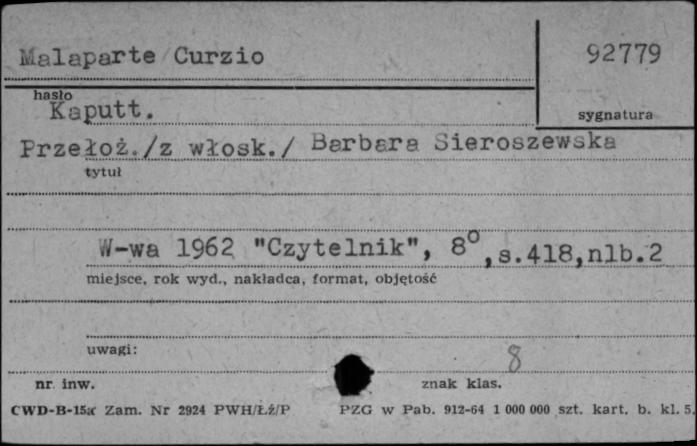 Malaparte Curzio 92779
hasło
Kaputt. sygnatura
Przełoż./z włosk./ Barbara Sieroszewska
tytuł
W-wa 1962 "Czytelnik", 8⁰,s.418,nlb.2
miejsce, rok wyd., nakładca, format, objętość
uwagi: 8
nr. inw. znak klas.
CWD-B-15a Zam. Nr 2924 PWH/Łź/P PZG w Pab. 912-64 1 000 000 szt. kart. b. kl. 5.